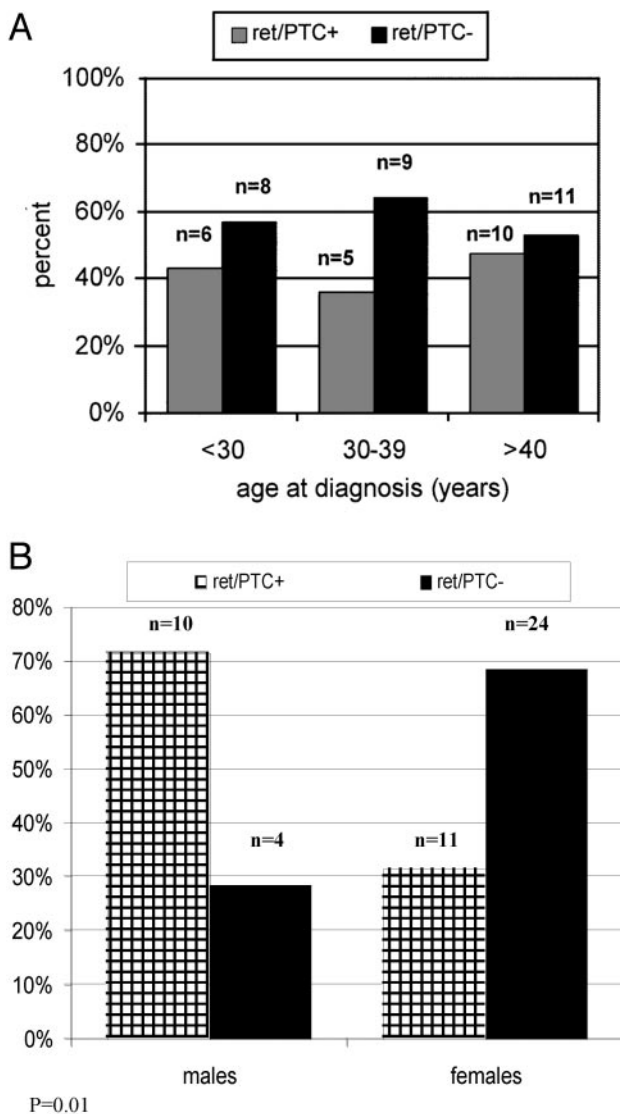 A
ret/PTC+ ret/PTC-
100%
80%
60%
40%
20%
0%
percent
n=6 n=8 n=5 n=9 n=10 n=11
<30 30-39 >40
age at diagnosis (years)
B
ret/PTC+ ret/PTC-
80%
70%
60%
50%
40%
30%
20%
10%
0%
n=10 n=4 n=11 n=24
males females
P=0.01